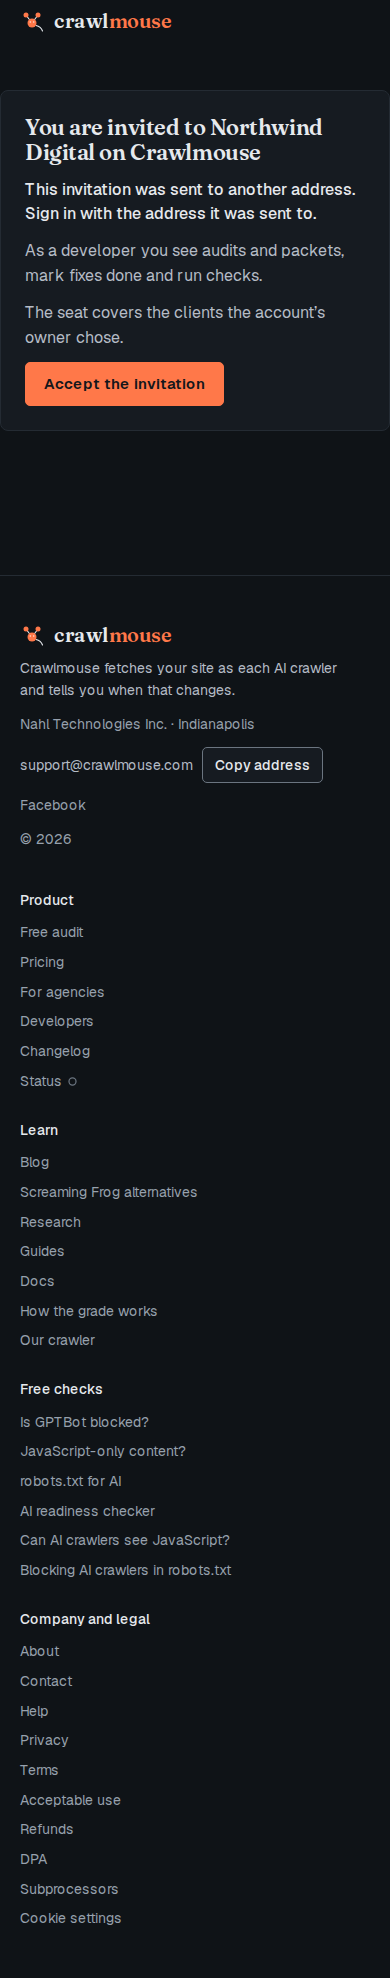 crawlmouse
You are invited to Northwind
Digital on Crawlmouse
This invitation was sent to another address.
Sign in with the address it was sent to.
As a developer you see audits and packets,
mark fixes done and run checks.
The seat covers the clients the account's
owner chose.
Accept the invitation
crawlmouse
Crawlmouse fetches your site as each AI crawler
and tells you when that changes.
Nahl Technologies Inc. · Indianapolis
support@crawlmouse.com Copy address
Facebook
© 2026
Product
Free audit
Pricing
For agencies
Developers
Changelog
Status
Learn
Blog
Screaming Frog alternatives
Research
Guides
Docs
How the grade works
Our crawler
Free checks
Is GPTBot blocked?
JavaScript-only content?
robots.txt for AI
AI readiness checker
Can AI crawlers see JavaScript?
Blocking AI crawlers in robots.txt
Company and legal
About
Contact
Help
Privacy
Terms
Acceptable use
Refunds
DPA
Subprocessors
Cookie settings